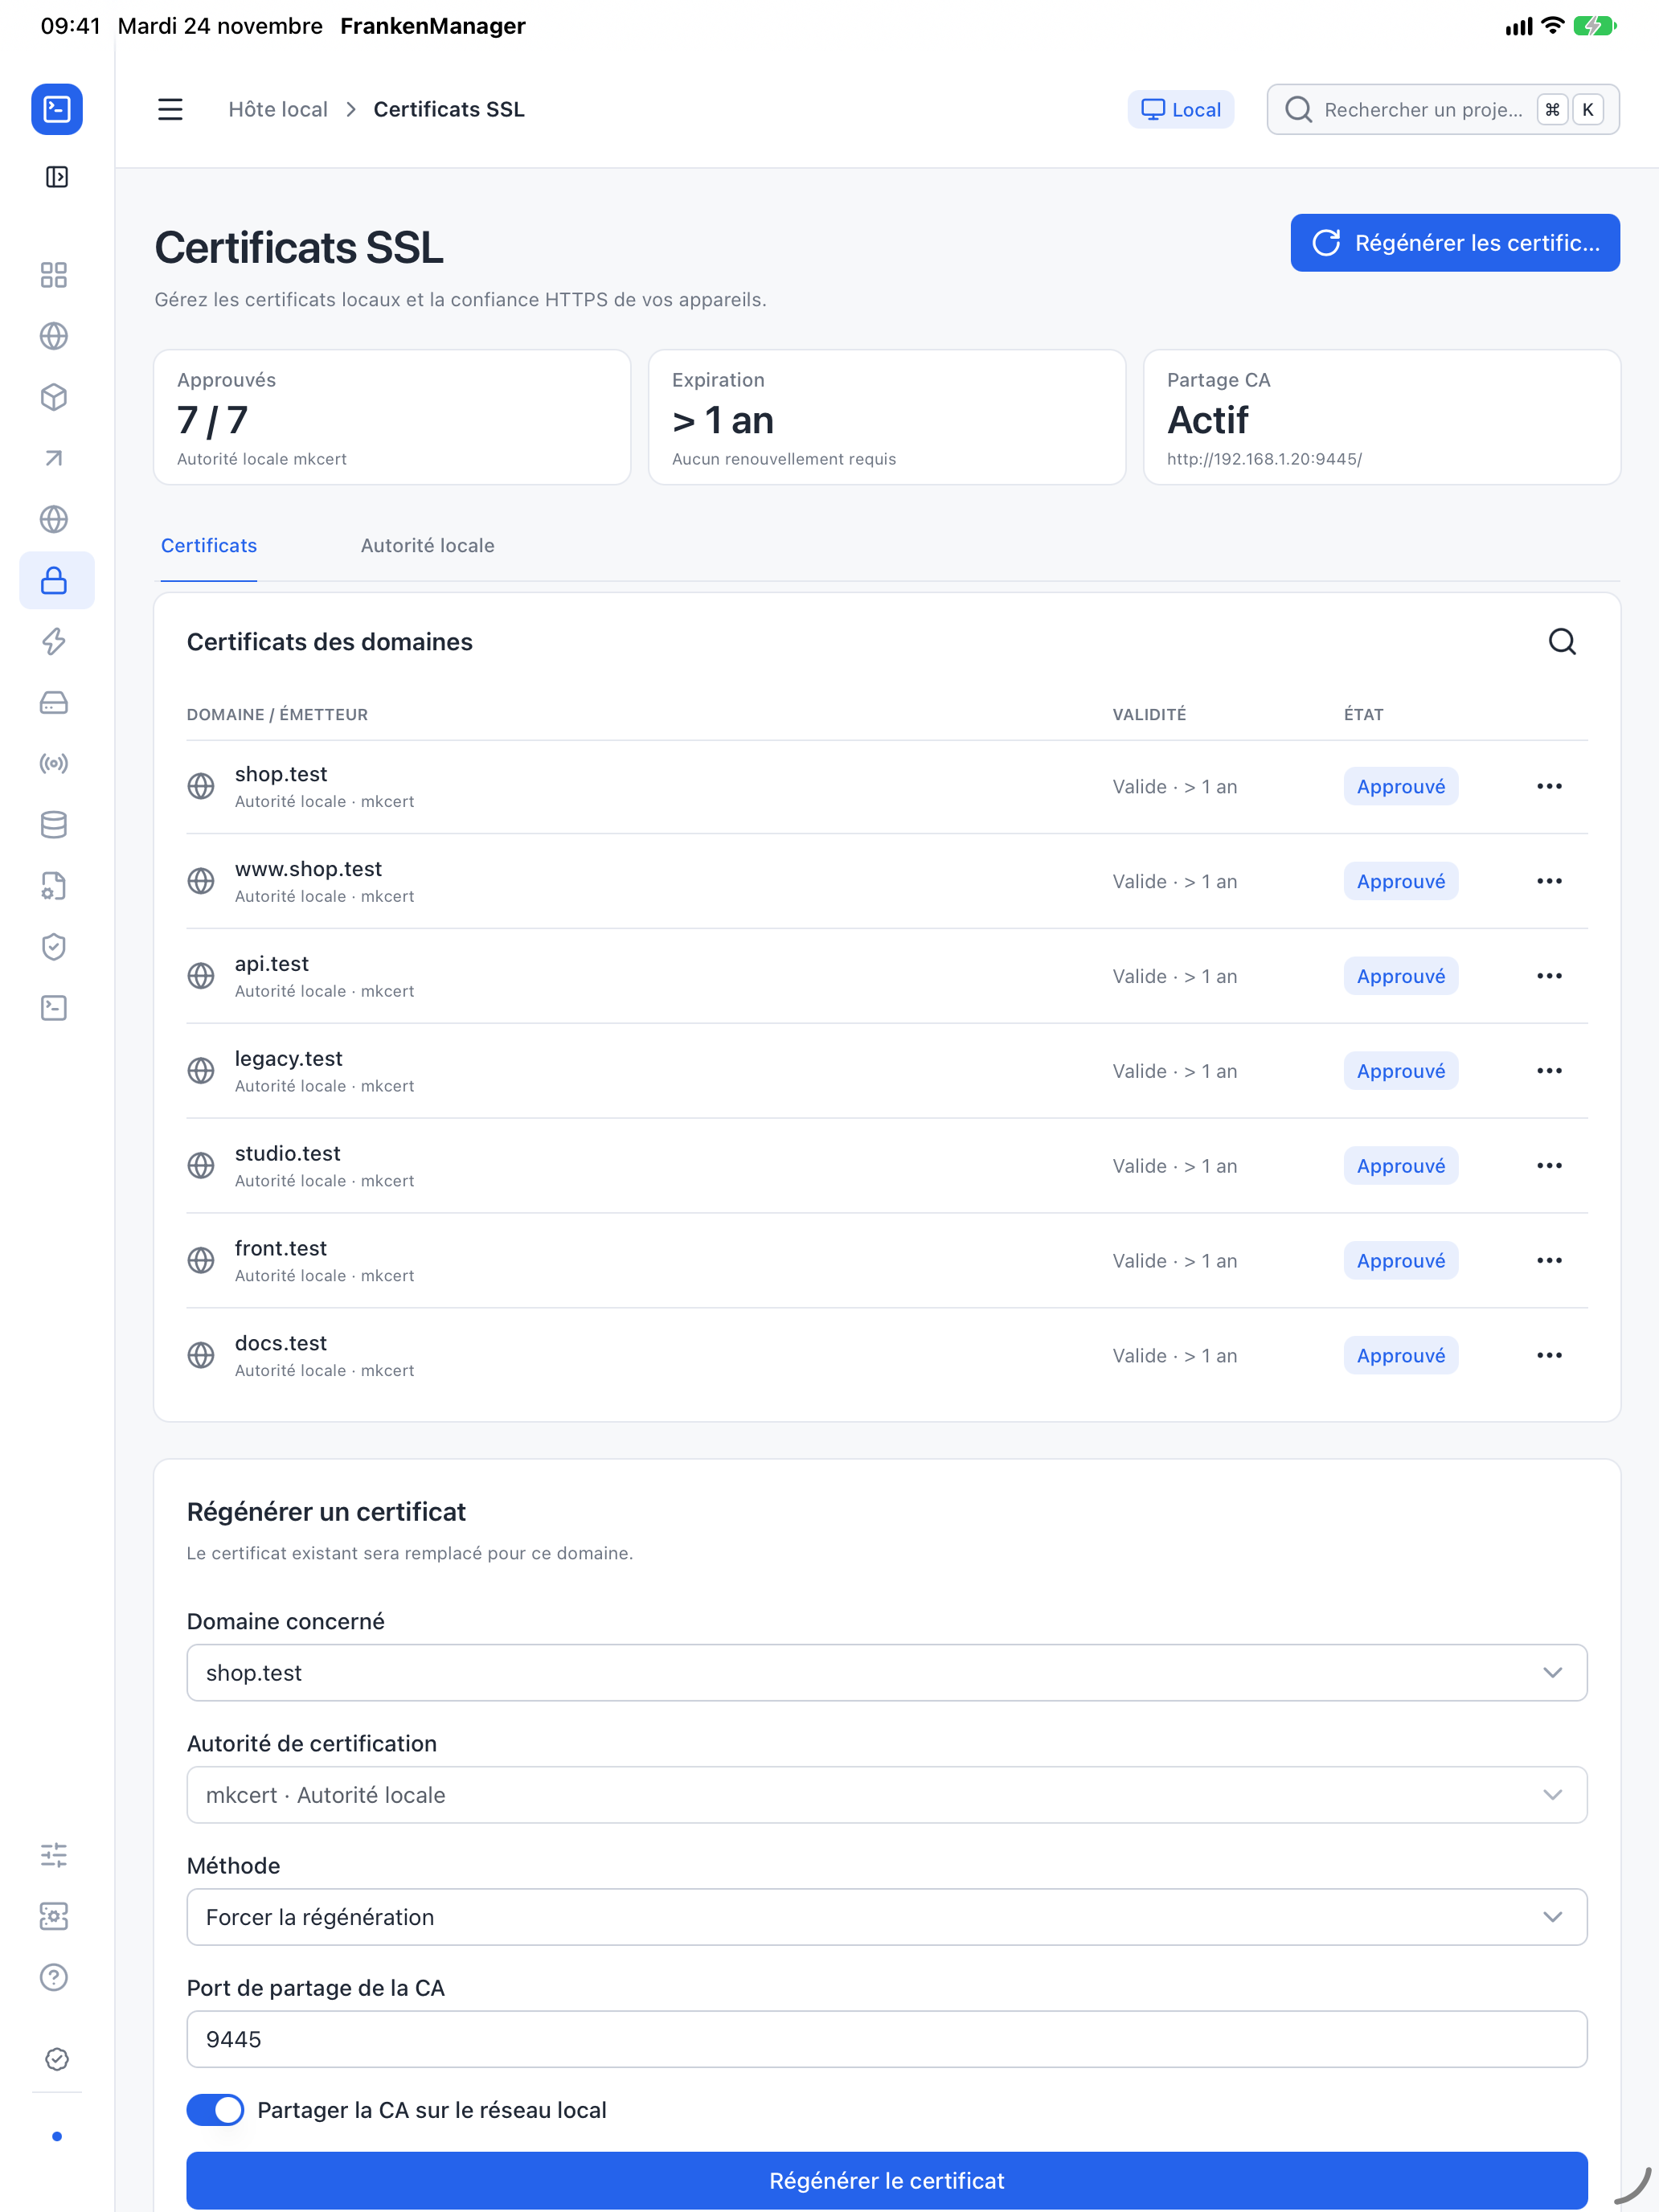 09:41 Mardi 24 novembre FrankenManager
Hôte local > Certificats SSL
Local
Rechercher un proje... ⌘ K
Certificats SSL
Régénérer les certific...
Gérez les certificats locaux et la confiance HTTPS de vos appareils.
Approuvés
7 / 7
Autorité locale mkcert
Expiration
> 1 an
Aucun renouvellement requis
Partage CA
Actif
http://192.168.1.20:9445/
Certificats
Autorité locale
Certificats des domaines
DOMAINE / ÉMETTEUR VALIDITÉ ÉTAT
shop.test
Autorité locale · mkcert
Valide · > 1 an
Approuvé
www.shop.test
Autorité locale · mkcert
Valide · > 1 an
Approuvé
api.test
Autorité locale · mkcert
Valide · > 1 an
Approuvé
legacy.test
Autorité locale · mkcert
Valide · > 1 an
Approuvé
studio.test
Autorité locale · mkcert
Valide · > 1 an
Approuvé
front.test
Autorité locale · mkcert
Valide · > 1 an
Approuvé
docs.test
Autorité locale · mkcert
Valide · > 1 an
Approuvé
Régénérer un certificat
Le certificat existant sera remplacé pour ce domaine.
Domaine concerné
shop.test
Autorité de certification
mkcert · Autorité locale
Méthode
Forcer la régénération
Port de partage de la CA
9445
Partager la CA sur le réseau local
Régénérer le certificat